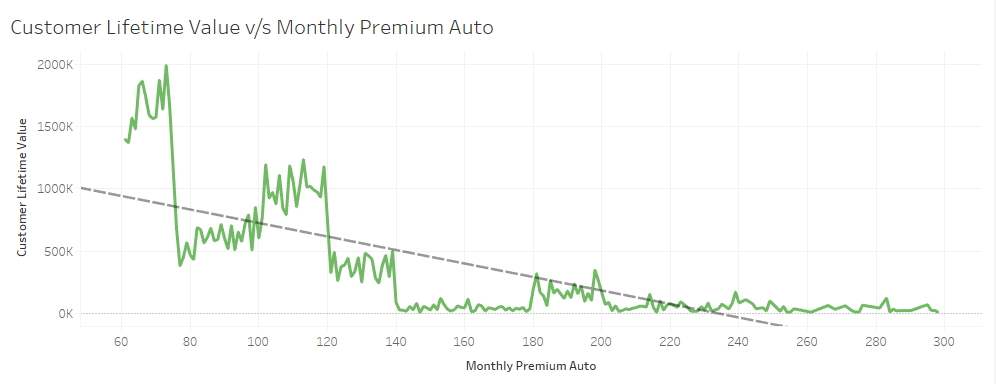 Customer Lifetime Value v/s Monthly Premium Auto
2000K
1500K
1000K
500K
0K
Customer Lifetime Value
60 80 100 120 140 160 180 200 220 240 260 280 300
Monthly Premium Auto